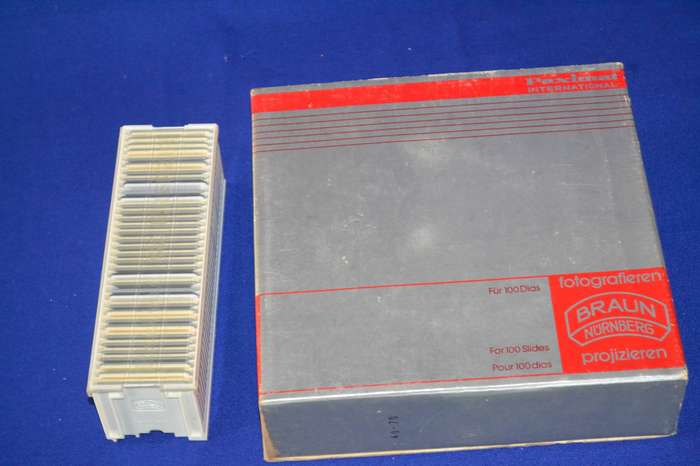 Paximat
INTERNATIONAL
Für 100 Dias
fotografieren
BRAUN
NÜRNBERG
For 100 Slides
projizieren
Pour 100 dias